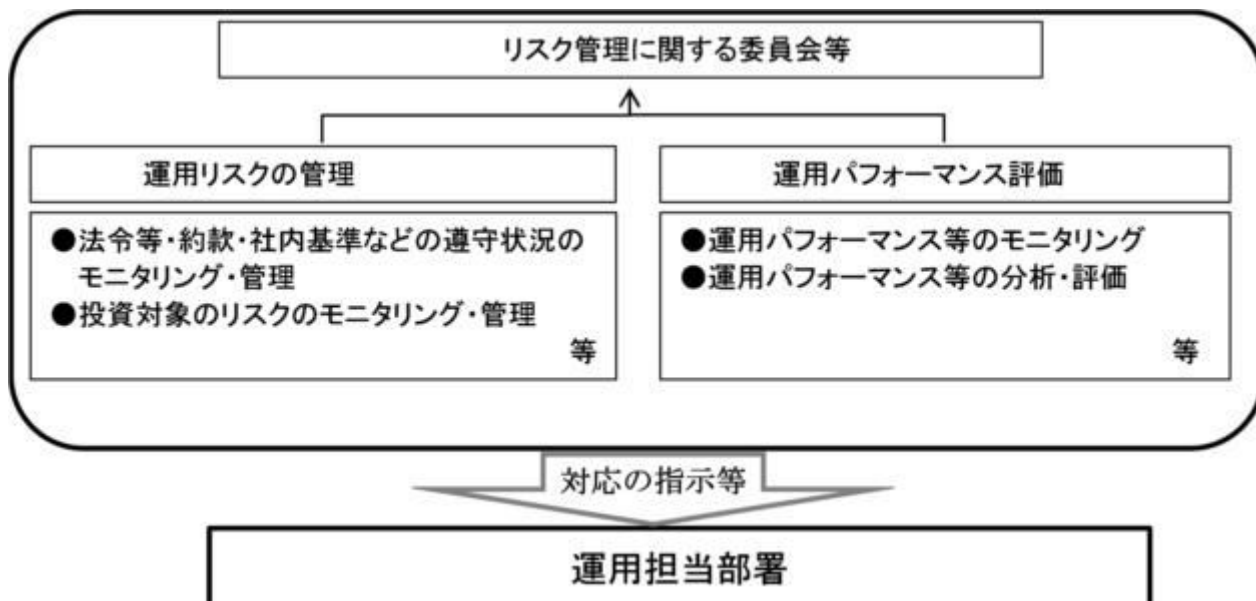 リスク管理に関する委員会等
運用リスクの管理
●法令等・約款・社内基準などの遵守状況の
モニタリング・管理
●投資対象のリスクのモニタリング・管理
等
運用パフォーマンス評価
●運用パフォーマンス等のモニタリング
●運用パフォーマンス等の分析・評価
等
対応の指示等
運用担当部署